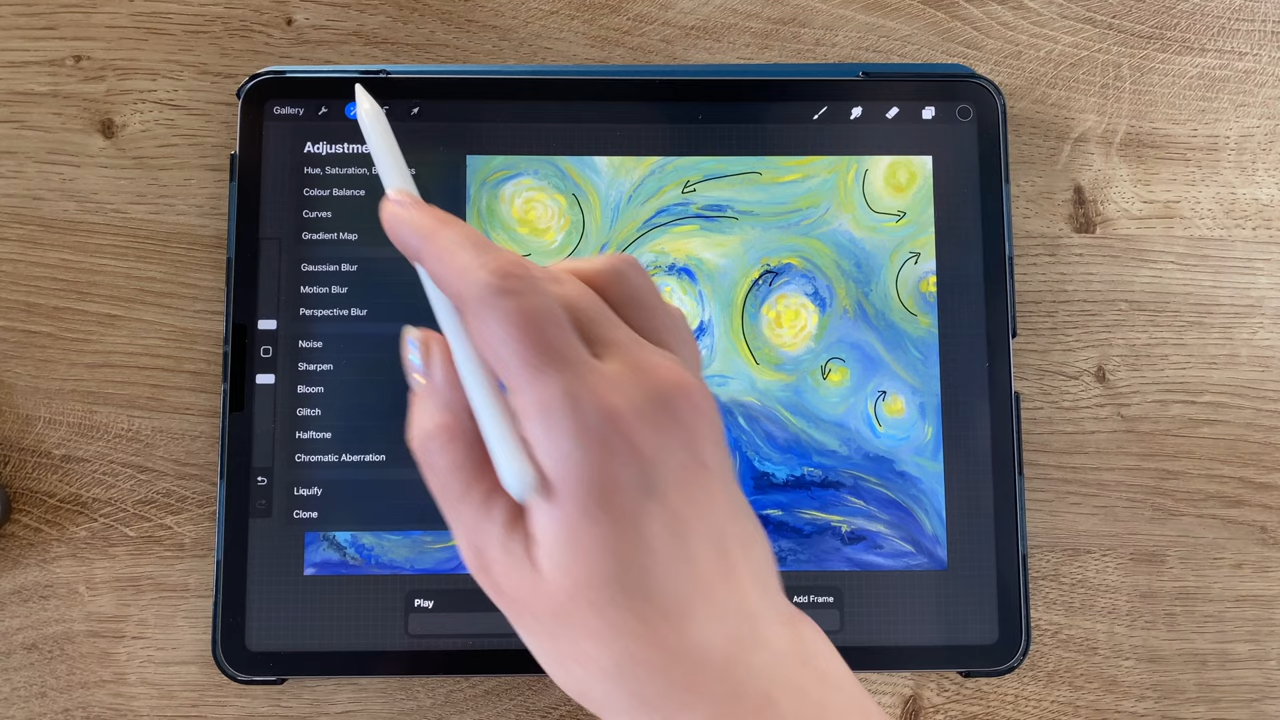 Gallery
Adjustme
Hue, Saturation, B ess
Colour Balance
Curves
Gradient Map
Gaussian Blur
Motion Blur
Perspective Blur
Noise
Sharpen
Bloom
Glitch
Halftone
Chromatic Aberration
Liquify
Clone
Play
Add Frame